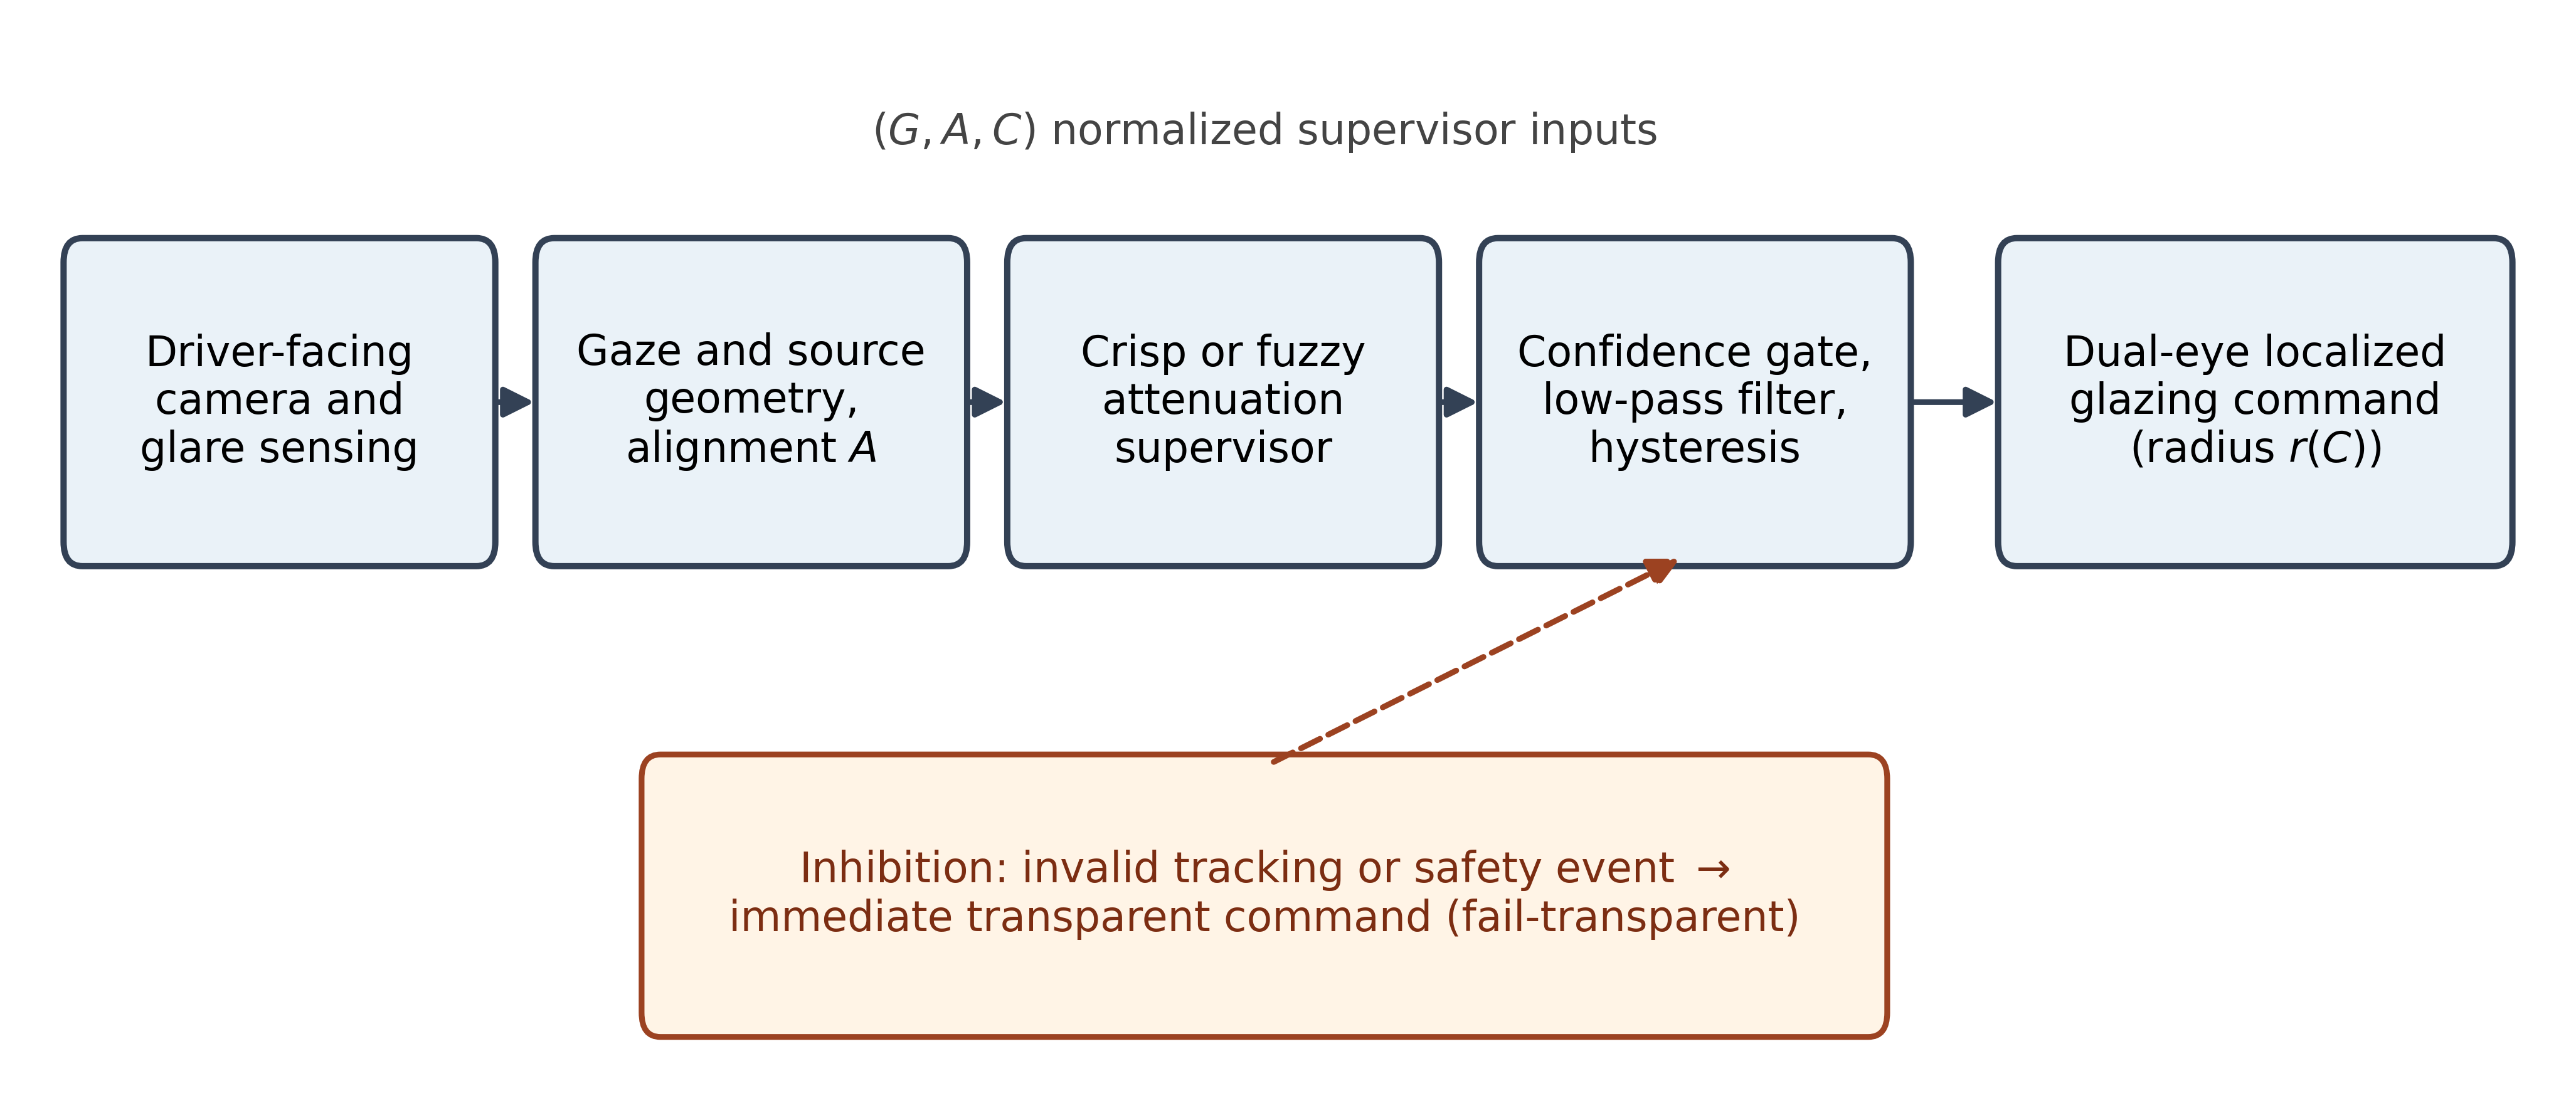 (G, A, C) normalized supervisor inputs
Driver-facing
camera and
glare sensing
Gaze and source
geometry,
alignment A
Crisp or fuzzy
attenuation
supervisor
Confidence gate,
low-pass filter,
hysteresis
Dual-eye localized
glazing command
(radius r(C))
Inhibition: invalid tracking or safety event →
immediate transparent command (fail-transparent)